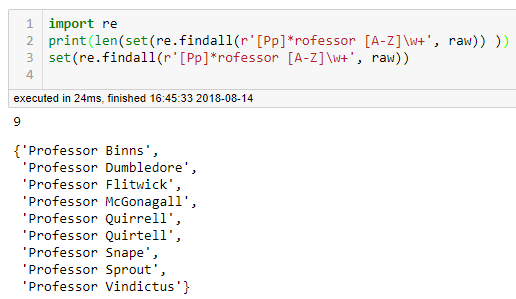 1 import re
2 print(len(set(re.findall(r'[Pp]*rofessor [A-Z]\w+', raw)) ))
3 set(re.findall(r'[Pp]*rofessor [A-Z]\w+', raw))
4
executed in 24ms, finished 16:45:33 2018-08-14
9
{'Professor Binns',
'Professor Dumbledore',
'Professor Flitwick',
'Professor McGonagall',
'Professor Quirrell',
'Professor Quirtell',
'Professor Snape',
'Professor Sprout',
'Professor Vindictus'}